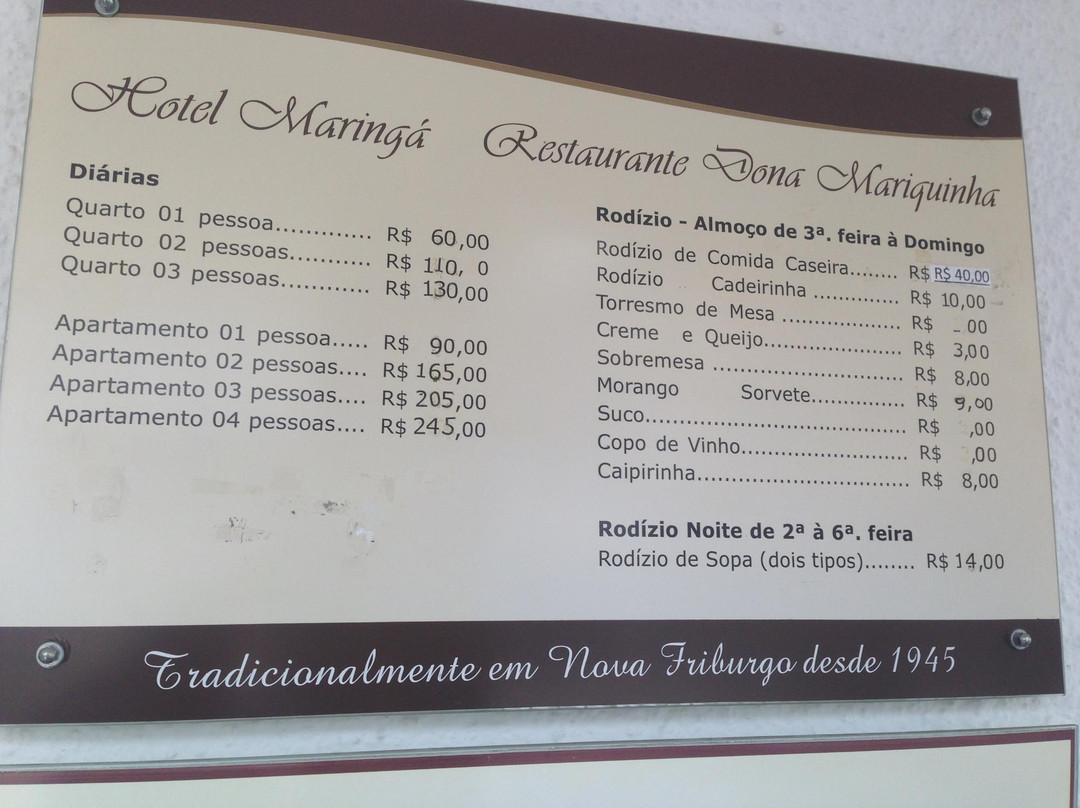 Hotel Maringá
Diárias
Quarto 01 pessoa............. R$ 60,00
Quarto 02 pessoas........... R$ 110, 0
Quarto 03 pessoas............ R$ 130,00
Apartamento 01 pessoa..... R$ 90,00
Apartamento 02 pessoas.... R$ 165,00
Apartamento 03 pessoas.... R$ 205,00
Apartamento 04 pessoas.... R$ 245,00
Restaurante Dona Mariquinha
Rodízio - Almoço de 3ª. feira à Domingo
Rodízio de Comida Caseira........ R$ R$ 40,00
Rodízio Cadeirinha .............. R$ 10,00
Torresmo de Mesa ................... R$ 00
Creme e Queijo....................... R$ 3,00
Sobremesa ............................... R$ 8,00
Morango Sorvete............... R$ 9,00
Suco........................................... R$ ,00
Copo de Vinho........................... R$ ,00
Caipirinha.................................. R$ 8,00
Rodízio Noite de 2ª à 6ª. feira
Rodízio de Sopa (dois tipos)........ R$ 14,00
Tradicionalmente em Nova Friburgo desde 1945